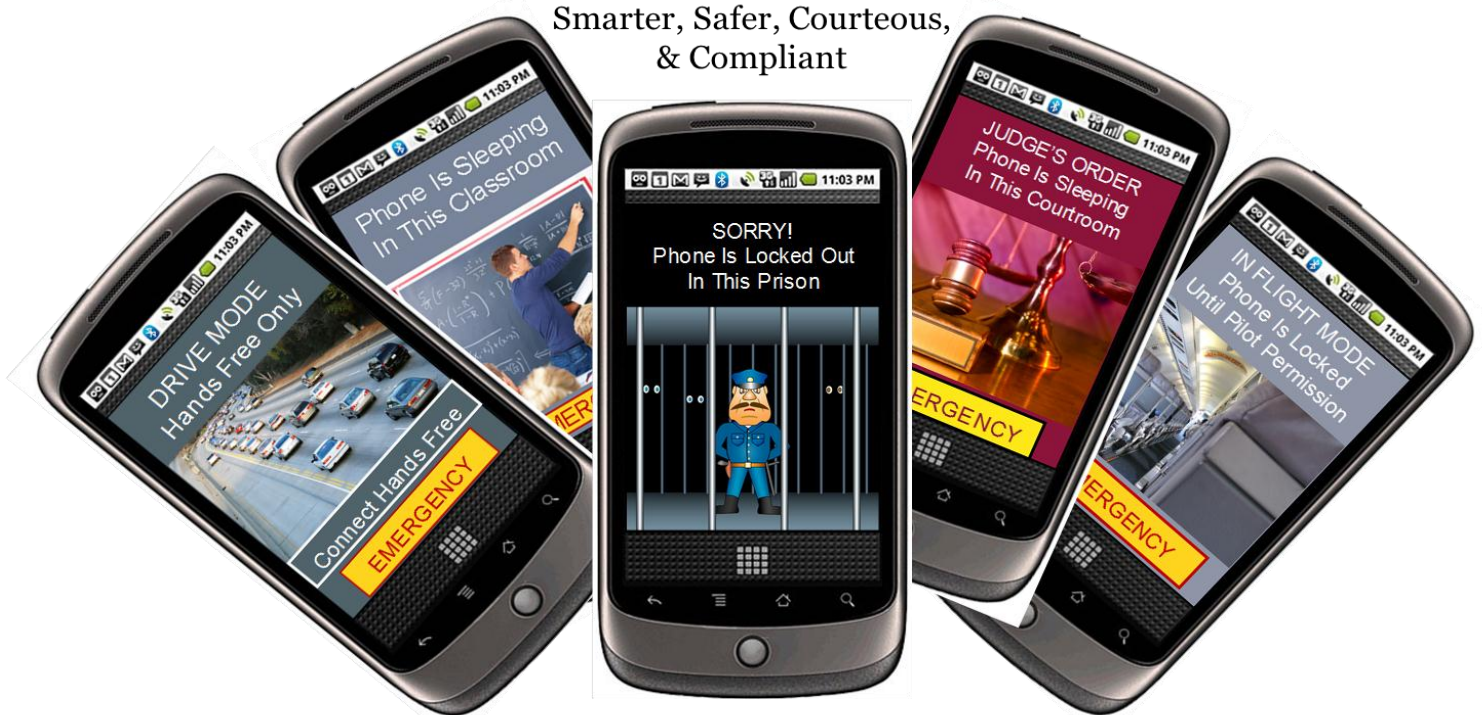 Smarter, Safer, Courteous,
& Compliant
11:03 PM
DRIVE MODE
Hands Free Only
Connect Hands Free
EMERGENCY
11:03 PM
Phone Is Sleeping
In This Classroom
11:03 PM
SORRY!
Phone Is Locked Out
In This Prison
11:03 PM
JUDGE'S ORDER
Phone Is Sleeping
In This Courtroom
ERGENCY
11:03 PM
IN FLIGHT MODE
Phone Is Locked
Until Pilot Permission
ERGENCY